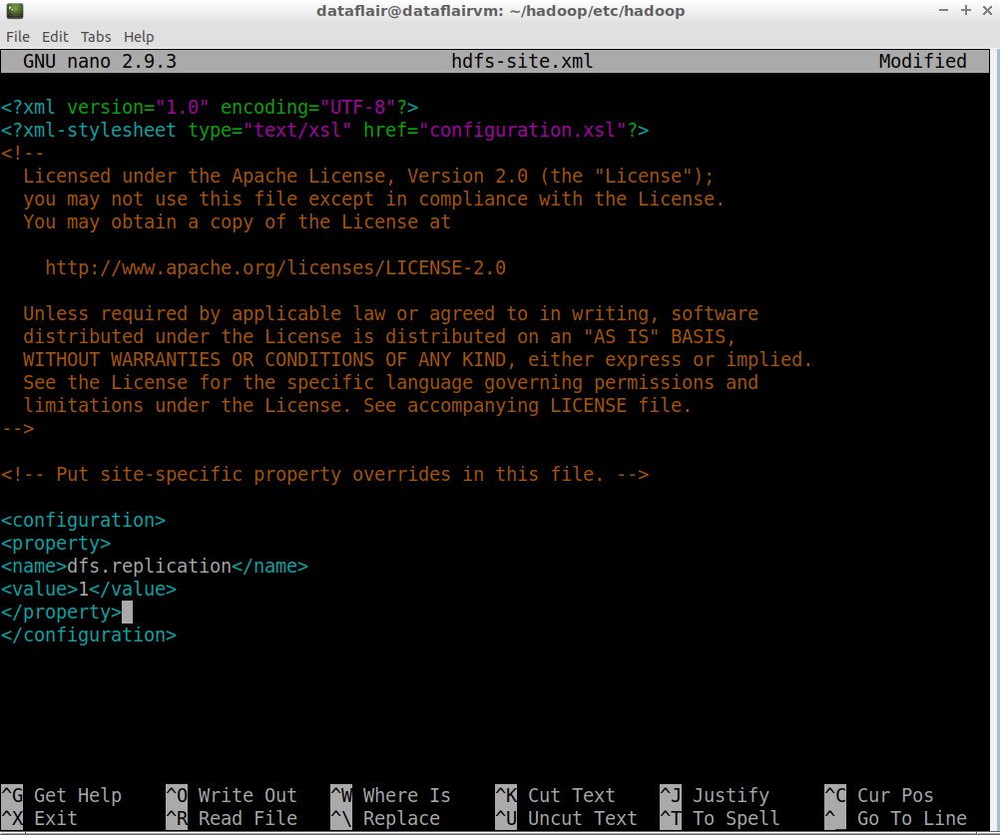 dataflair@dataflairvm: ~/hadoop/etc/hadoop
File Edit Tabs Help
GNU nano 2.9.3 hdfs-site.xml Modified
<?xml version="1.0" encoding="UTF-8"?>
<?xml-stylesheet type="text/xsl" href="configuration.xsl"?>
<!--
  Licensed under the Apache License, Version 2.0 (the "License");
  you may not use this file except in compliance with the License.
  You may obtain a copy of the License at
    http://www.apache.org/licenses/LICENSE-2.0
  Unless required by applicable law or agreed to in writing, software
  distributed under the License is distributed on an "AS IS" BASIS,
  WITHOUT WARRANTIES OR CONDITIONS OF ANY KIND, either express or implied.
  See the License for the specific language governing permissions and
  limitations under the License. See accompanying LICENSE file.
-->
<!-- Put site-specific property overrides in this file. -->
<configuration>
<property>
<name>dfs.replication</name>
<value>1</value>
</property>
</configuration>
^G Get Help ^O Write Out ^W Where Is ^K Cut Text ^J Justify ^C Cur Pos
^X Exit ^R Read File ^\ Replace ^U Uncut Text ^T To Spell ^_ Go To Line